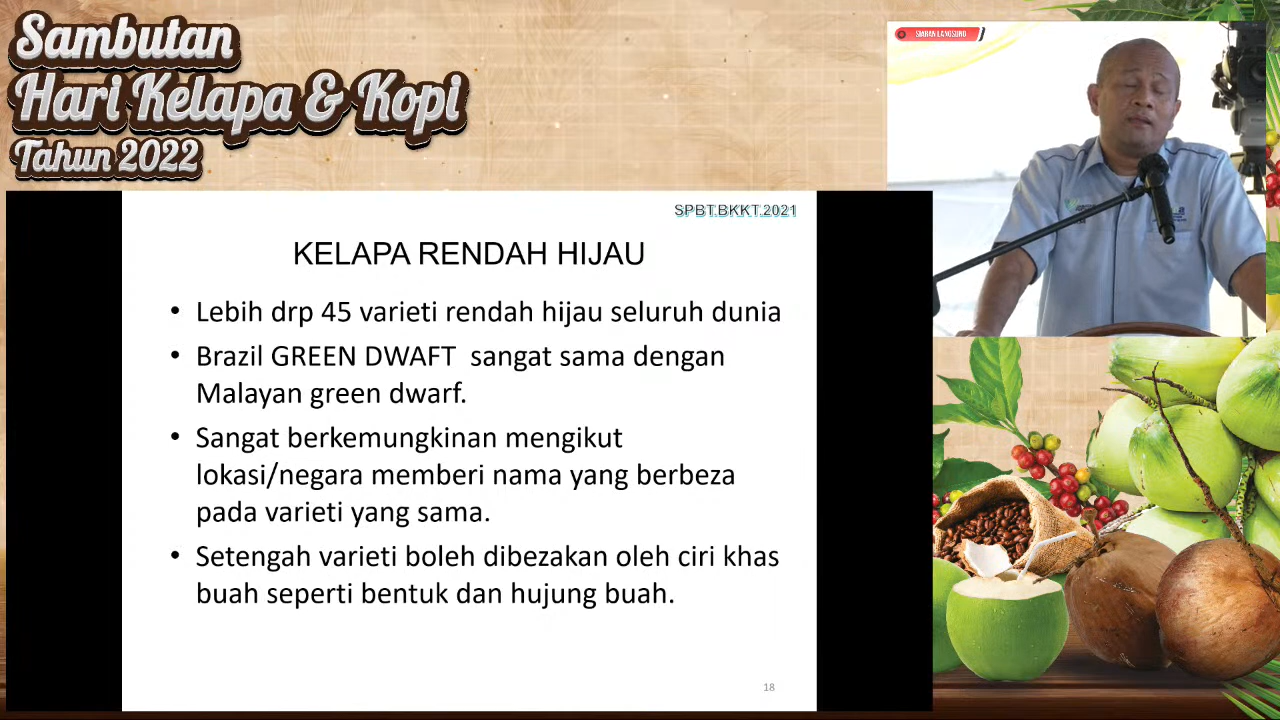 Sambutan
Hari Kelapa & Kopi
Tahun 2022
SIARAN LANGSUNG
SPBT.BKKT.2021
KELAPA RENDAH HIJAU
• Lebih drp 45 varieti rendah hijau seluruh dunia
• Brazil GREEN DWAFT sangat sama dengan
Malayan green dwarf.
• Sangat berkemungkinan mengikut
lokasi/negara memberi nama yang berbeza
pada varieti yang sama.
• Setengah varieti boleh dibezakan oleh ciri khas
buah seperti bentuk dan hujung buah.
18